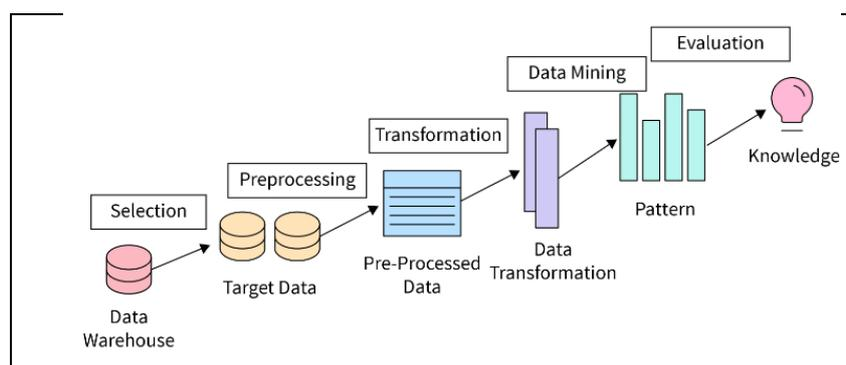 Evaluation
Data Mining
Transformation
Preprocessing
Selection
Knowledge
Pattern
Data
Transformation
Pre-Processed
Data
Target Data
Data
Warehouse